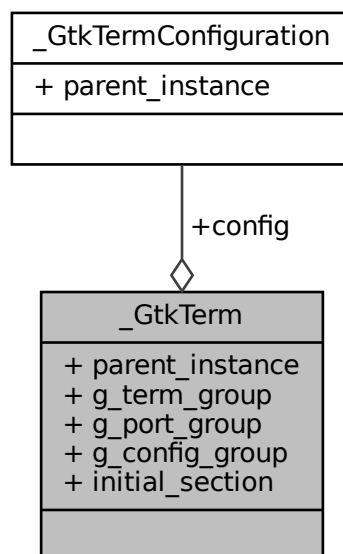 _GtkTermConfiguration
+ parent_instance
+config
_GtkTerm
+ parent_instance
+ g_term_group
+ g_port_group
+ g_config_group
+ initial_section